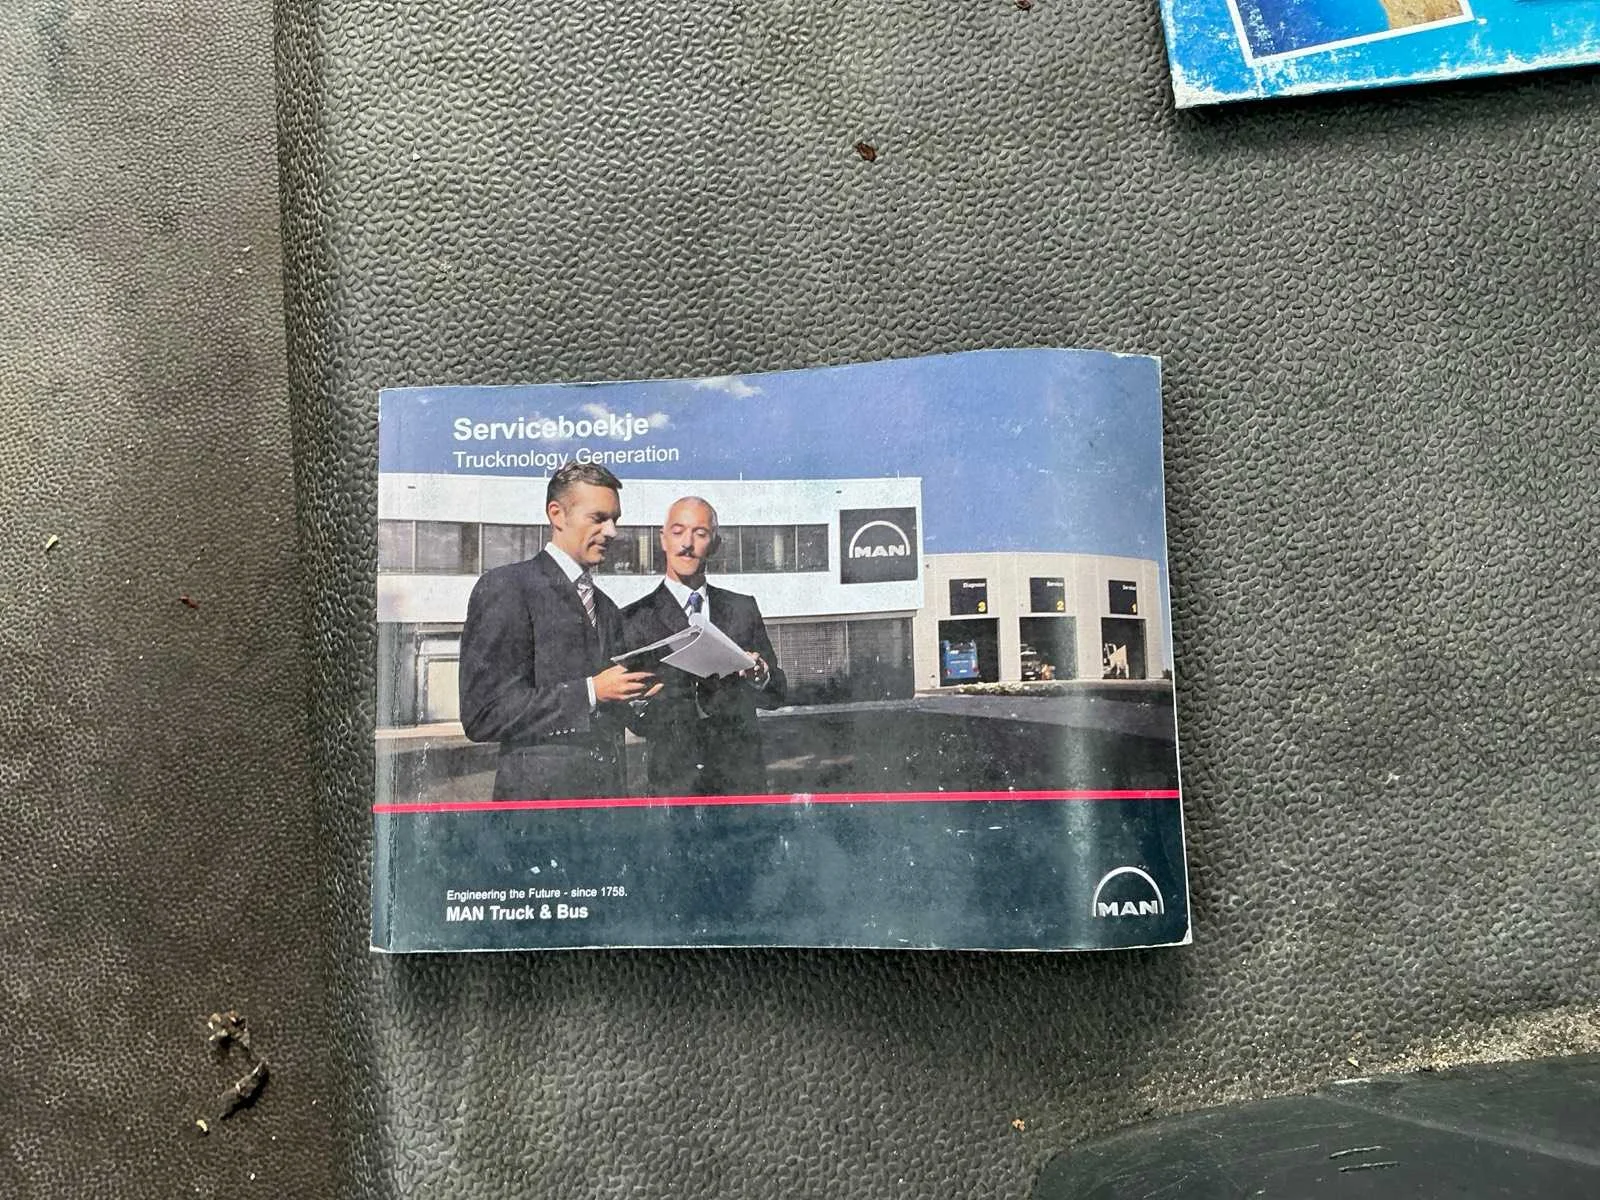 Serviceboekje
Trucknology Generation
MAN
Diagnose
3
Service
2
Service
1
Engineering the Future - since 1758.
MAN Truck & Bus
MAN